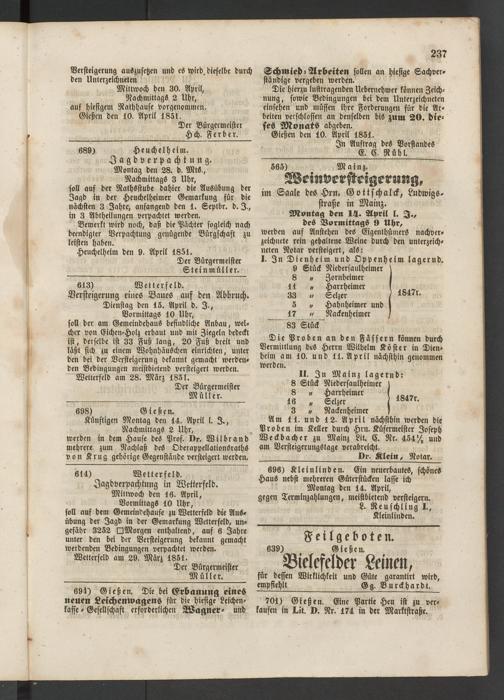 237
Versteigerung auszusetzen und es wird dieselbe durch
den Unterzeichneten
Mittwoch den 30. April,
Nachmittags 2 Uhr,
auf hiesigem Rathhause vorgenommen.
Gießen den 10. April 1851.
Der Bürgermeister
Hch. Ferber.
689) Heuchelheim.
Jagdverpachtung.
Montag den 28. d. Mts.,
Nachmittags 3 Uhr,
soll auf der Rathsstube dahier die Ausübung der
Jagd in der Heuchelheimer Gemarkung für die
nächsten 3 Jahre, anfangend den 1. Septbr. d. J.,
in 3 Abtheilungen verpachtet werden.
Bemerkt wird noch, daß die Pächter sogleich nach
beendigter Verpachtung genügende Bürgschaft zu
leisten haben.
Heuchelheim den 9. April 1851.
Der Bürgermeister
Steinmüller.
613) Wetterfeld.
Versteigerung eines Baues auf den Abbruch.
Dienstag den 15. April d. J.,
Vormittags 10 Uhr,
soll der am Gemeindehaus befindliche Anbau, wel-
cher von Eichen-Holz erbaut und mit Ziegeln bedeckt
ist, derselbe ist 33 Fuß lang, 20 Fuß breit und
läßt sich zu einem Wohnhäuschen einrichten, unter
den bei der Versteigerung bekannt gemacht werden-
den Bedingungen meistbietend versteigert werden.
Wetterfeld am 28. März 1851.
Der Bürgermeister
Müller.
698) Gießen.
Künftigen Montag den 14. April l. J.,
Nachmittags 2 Uhr,
werden in dem Hause des Prof. Dr. Wilbrand
mehrere zum Nachlaß des Oberappellationsraths
von Krug gehörige Gegenstände versteigert werden.
614) Wetterfeld.
Jagdverpachtung in Wetterfeld.
Mittwoch den 16. April,
Vormittags 10 Uhr,
soll auf dem Gemeindehause zu Wetterfeld die Aus-
übung der Jagd in der Gemarkung Wetterfeld, un-
gefähr 3252 □Morgen enthaltend, auf 6 Jahre
unter den bei der Versteigerung bekannt gemacht
werdenden Bedingungen verpachtet werden.
Wetterfeld am 29. März 1851.
Der Bürgermeister
Müller.
694) Gießen. Die bei Erbauung eines
neuen Leichenwagens für die hiesige Leichen-
kasse-Gesellschaft erforderlichen Wagner- und
Schmied-Arbeiten sollen an hiesige Sachver-
ständige vergeben werden.
Die hierzu lusttragenden Uebernehmer können Zeich-
nung, sowie Bedingungen bei dem Unterzeichneten
einsehen und müssen ihre Forderungen für die Ar-
beiten verschlossen an denselben bis zum 20. die-
ses Monats abgeben.
Gießen den 10. April 1851.
In Auftrag des Vorstandes
E. C. Rühl.
565) Mainz.
Weinversteigerung,
im Saale des Hrn. Gottschalck, Ludwigs-
straße in Mainz.
Montag den 14. April l. J.,
des Vormittags 9 Uhr,
werden auf Anstehen des Eigenthümers nachver-
zeichnete rein gehaltene Weine durch den unterzeich-
neten Notar versteigert, als:
I. In Dienheim und Oppenheim lagernd.
9 Stück Niedersaulheimer
8 „ Zornheimer
11 „ Harxheimer
33 „ Selzer
5 „ Hahnheimer und
17 „ Nackenheimer
1847r.
83 Stück
Die Proben an den Fässern können durch
Vermittlung des Herrn Wilhelm Köster in Dien-
heim am 10. und 11. April nächsthin genommen
werden.
II. In Mainz lagernd:
8 Stück Niedersaulheimer
8 „ Harxheimer
16 „ Selzer
3 „ Nackenheimer
1847r.
Am 11. und 12. April nächsthin werden die
Proben im Keller durch Hrn. Küfermeister Joseph
Weckbacher zu Mainz Lit. C. Nr. 454½ und
am Versteigerungstage verabreicht.
Dr. Klein, Notar.
696) Kleinlinden. Ein neuerbautes, schönes
Haus nebst mehreren Güterstücken lasse ich
Montag den 14. April,
gegen Terminzahlungen, meistbietend versteigern.
L. Reuschling I.,
Kleinlinden.
Feilgeboten.
639) Gießen.
Bielefelder Leinen,
für dessen Wirklichkeit und Güte garantirt wird,
empfiehlt Gg. Burckhardt.
701) Gießen. Eine Partie Heu ist zu ver-
kaufen in Lit. D. Nr. 174 in der Marktstraße.